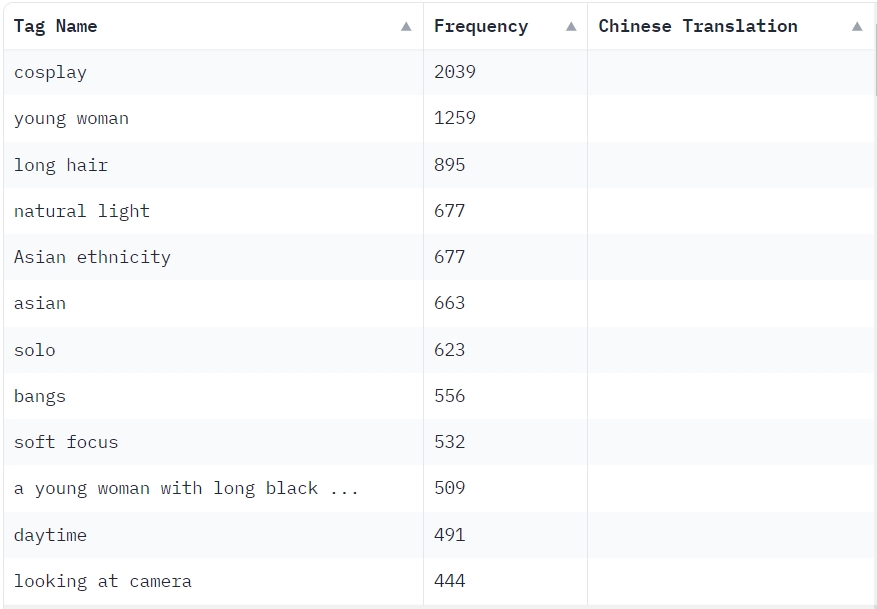 Tag Name Frequency Chinese Translation
cosplay 2039
young woman 1259
long hair 895
natural light 677
Asian ethnicity 677
asian 663
solo 623
bangs 556
soft focus 532
a young woman with long black ... 509
daytime 491
looking at camera 444